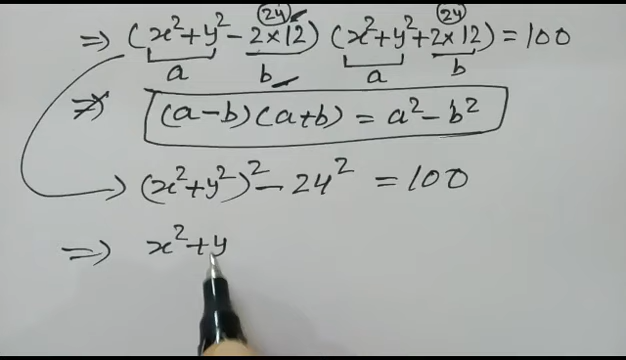 24 24
⇒ (x²+y²-2×12) (x²+y²+2×12) = 100
a b a b
⇒ (a-b)(a+b) = a²-b²
(x²+y²)² - 24² = 100
⇒ x²+y